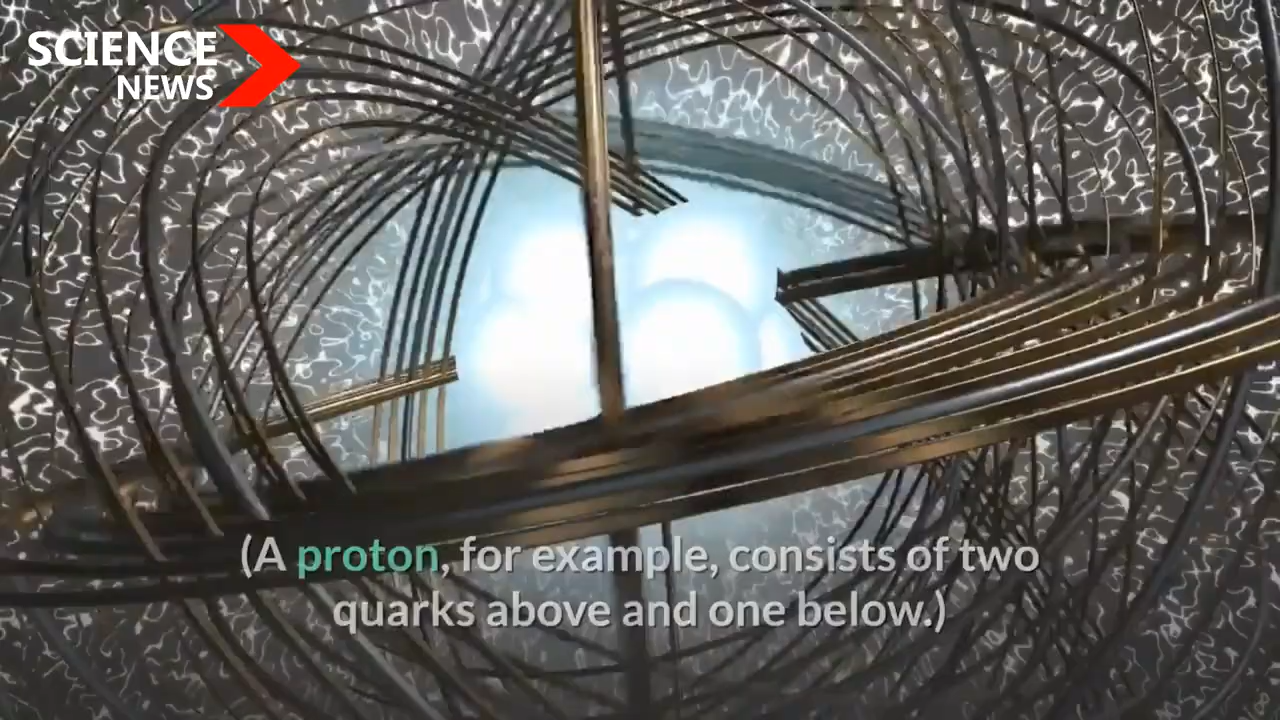 SCIENCE
NEWS
(A proton, for example, consists of two
quarks above and one below.)